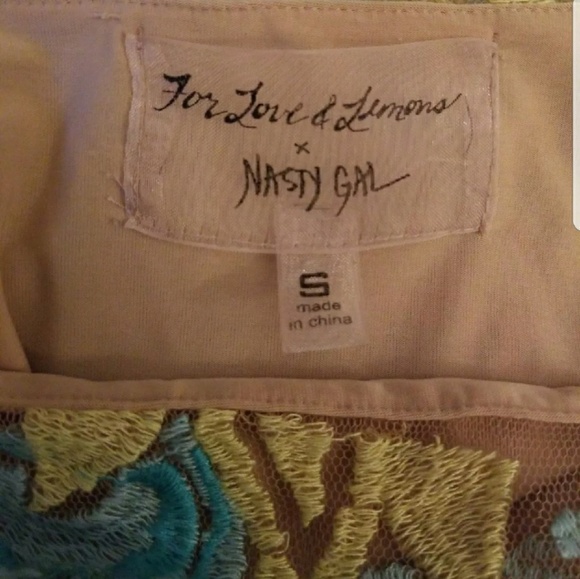 For Love & Lemons
x
NASTY GAL
S
made
in china